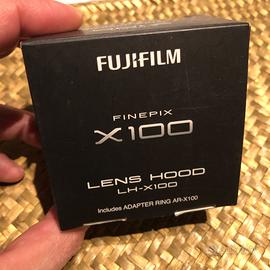 FUJIFILM
FINEPIX
X100
LENS HOOD
LH-X100
Includes ADAPTER RING AR-X100